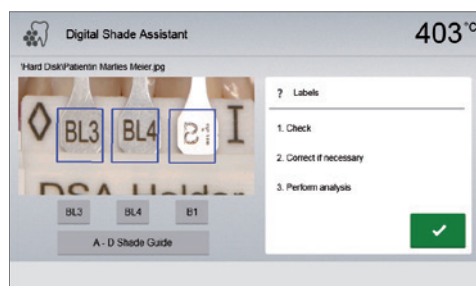 Digital Shade Assistant
403°C
\Hard Disk\Patientin Marlies Meier.jpg
BL3 BL4 I
DSA Holder
BL3 BL4 B1
A - D Shade Guide
? Labels
1. Check
2. Correct if necessary
3. Perform analysis